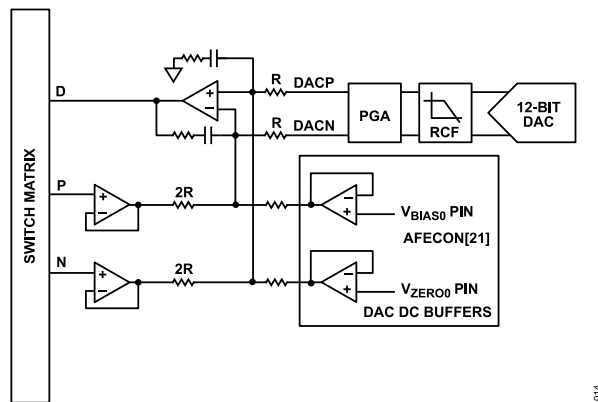 SWITCH MATRIX
D
R DACP
R DACN
PGA
RCF
12-BIT
DAC
P
2R
V_BIAS0 PIN
AFECON[21]
N
2R
V_ZERO0 PIN
DAC DC BUFFERS
014